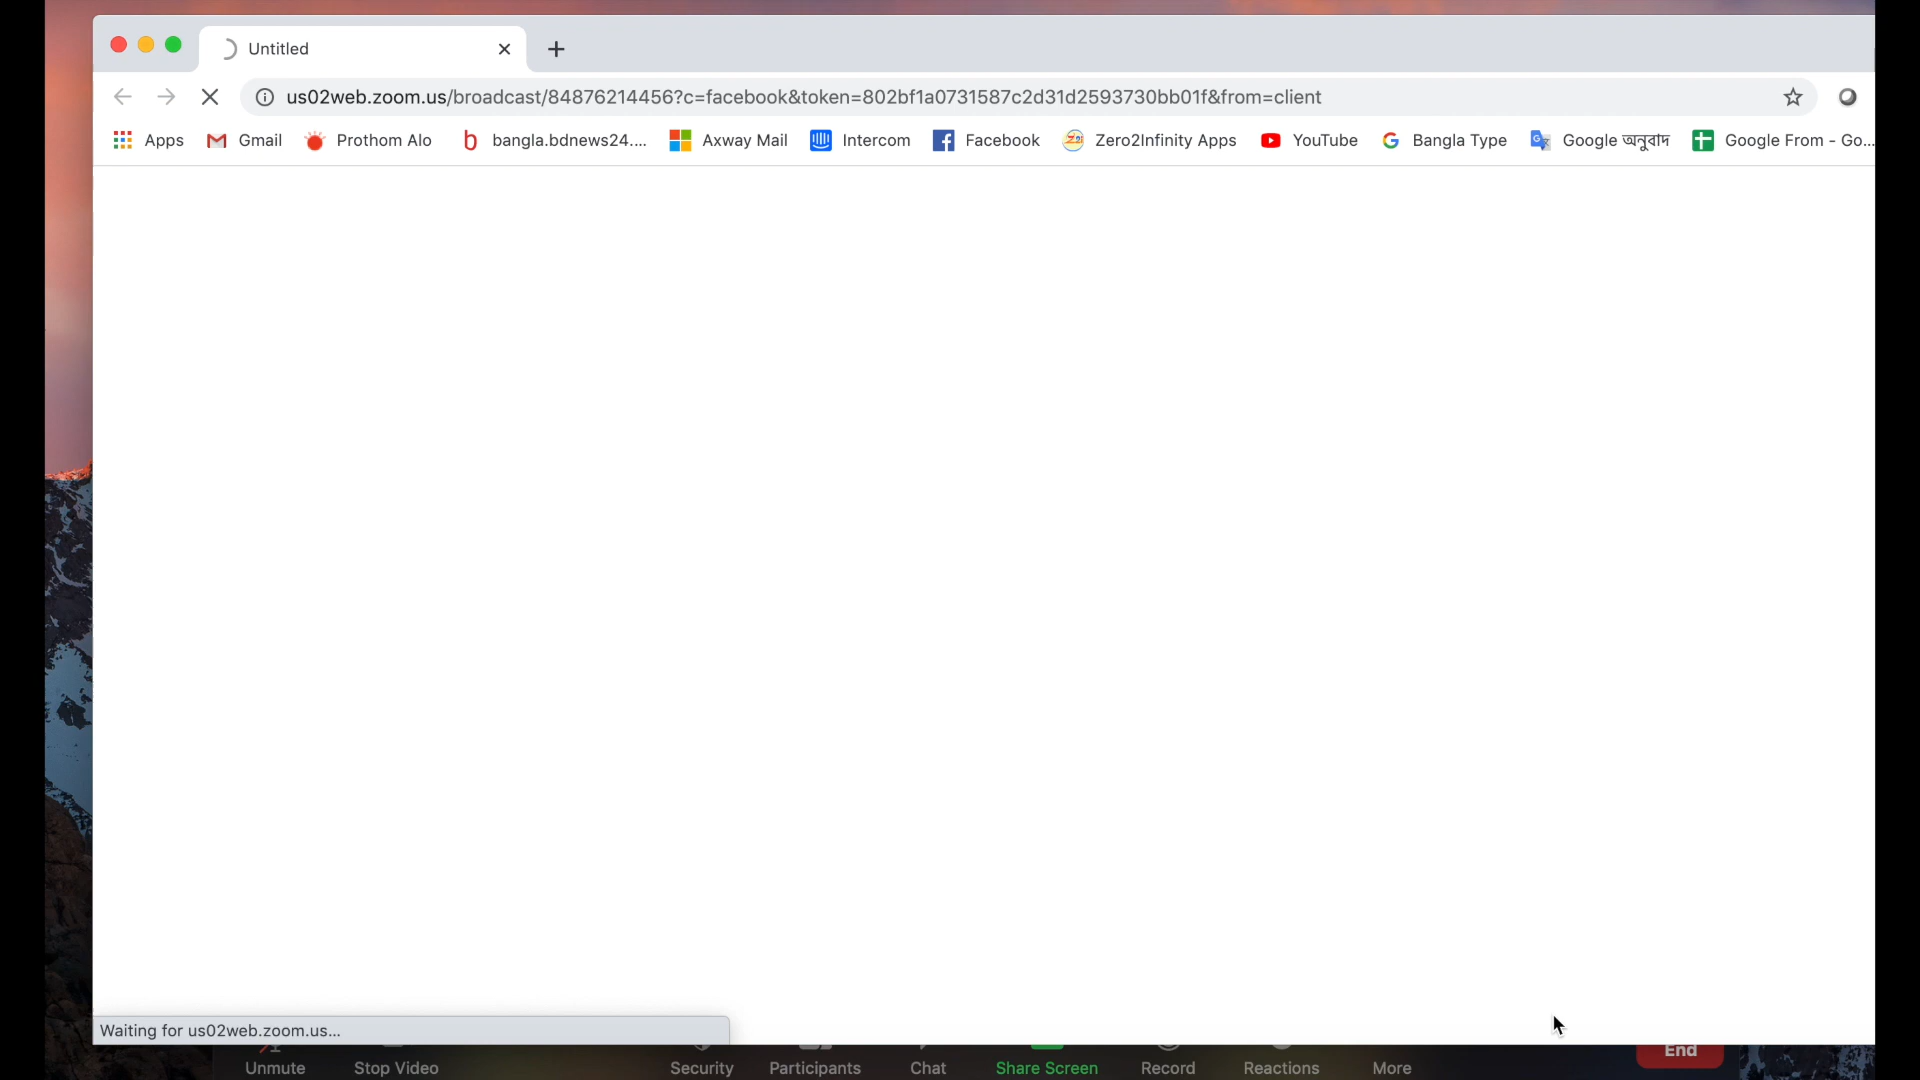 Untitled
us02web.zoom.us/broadcast/84876214456?c=facebook&token=802bf1a0731587c2d31d2593730bb01f&from=client
Apps Gmail Prothom Alo bangla.bdnews24.... Axway Mail Intercom Facebook Zero2Infinity Apps YouTube Bangla Type Google অনুবাদ Google From - Go...
Waiting for us02web.zoom.us...
Unmute Stop Video Security Participants Chat Share Screen Record Reactions More End